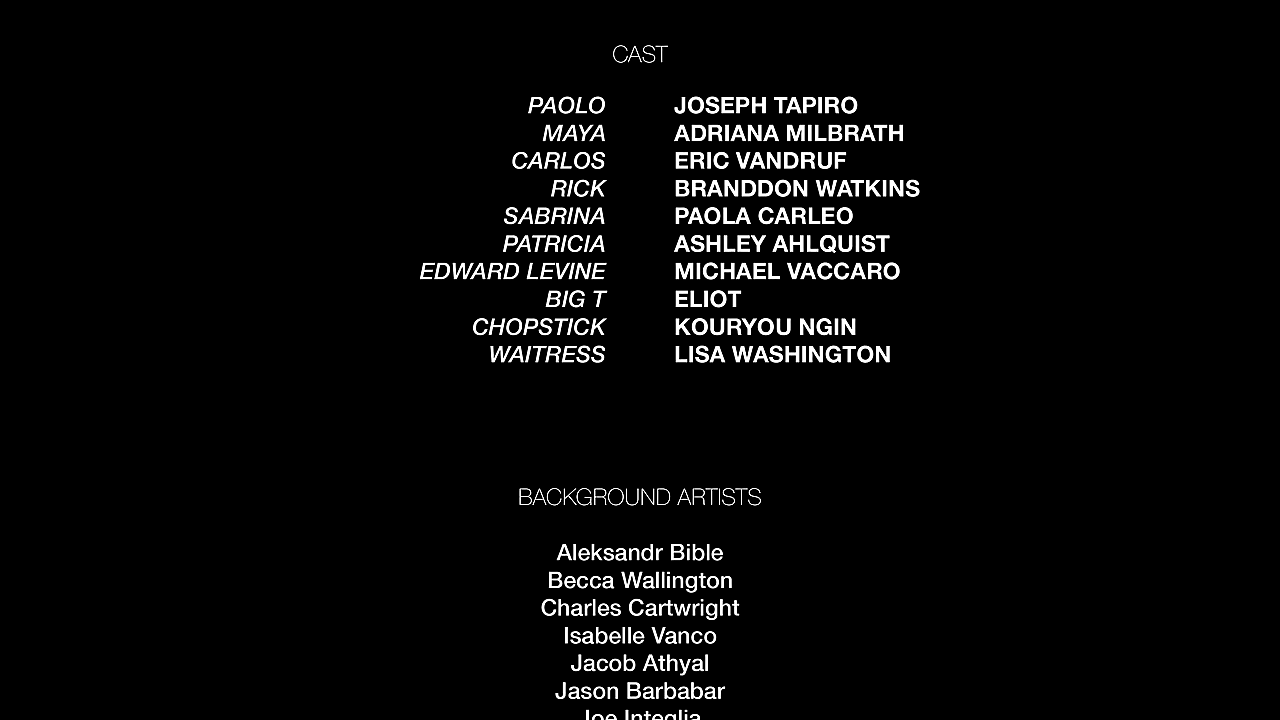 CAST
PAOLO JOSEPH TAPIRO
MAYA ADRIANA MILBRATH
CARLOS ERIC VANDRUF
RICK BRANDDON WATKINS
SABRINA PAOLA CARLEO
PATRICIA ASHLEY AHLQUIST
EDWARD LEVINE MICHAEL VACCARO
BIG T ELIOT
CHOPSTICK KOURYOU NGIN
WAITRESS LISA WASHINGTON
BACKGROUND ARTISTS
Aleksandr Bible
Becca Wallington
Charles Cartwright
Isabelle Vanco
Jacob Athyal
Jason Barbabar
Joe Integlia